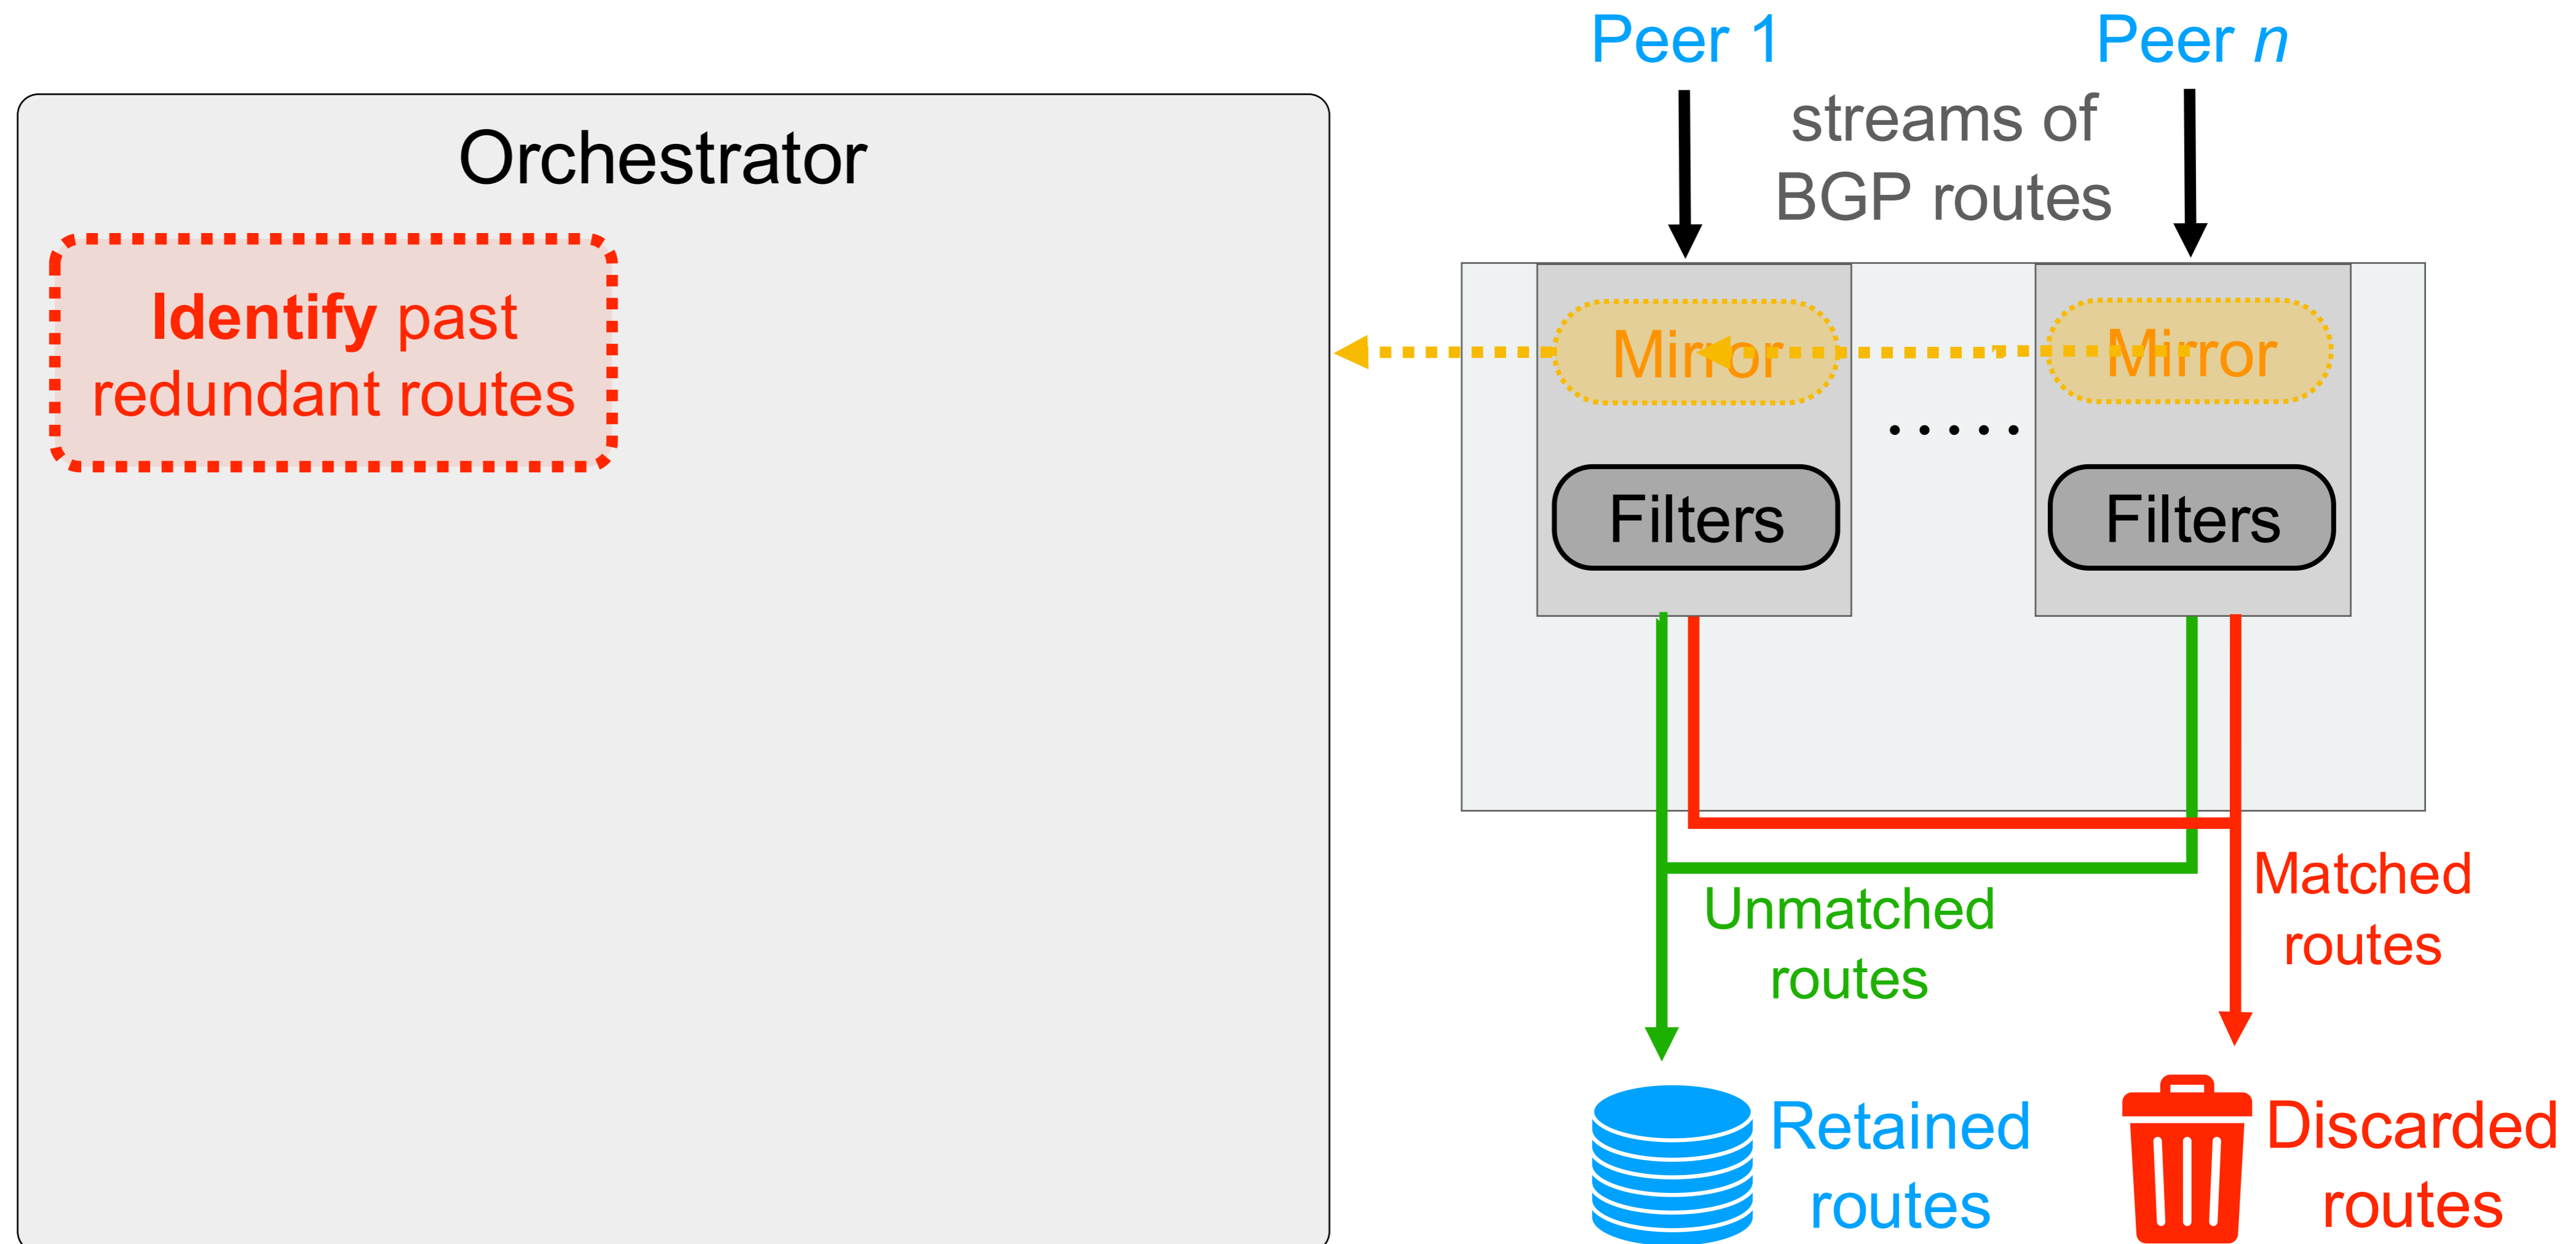 Orchestrator
Identify past
redundant routes
Peer 1
Peer n
streams of
BGP routes
Mirror
Mirror
.....
Filters
Filters
Unmatched
routes
Matched
routes
Retained
routes
Discarded
routes